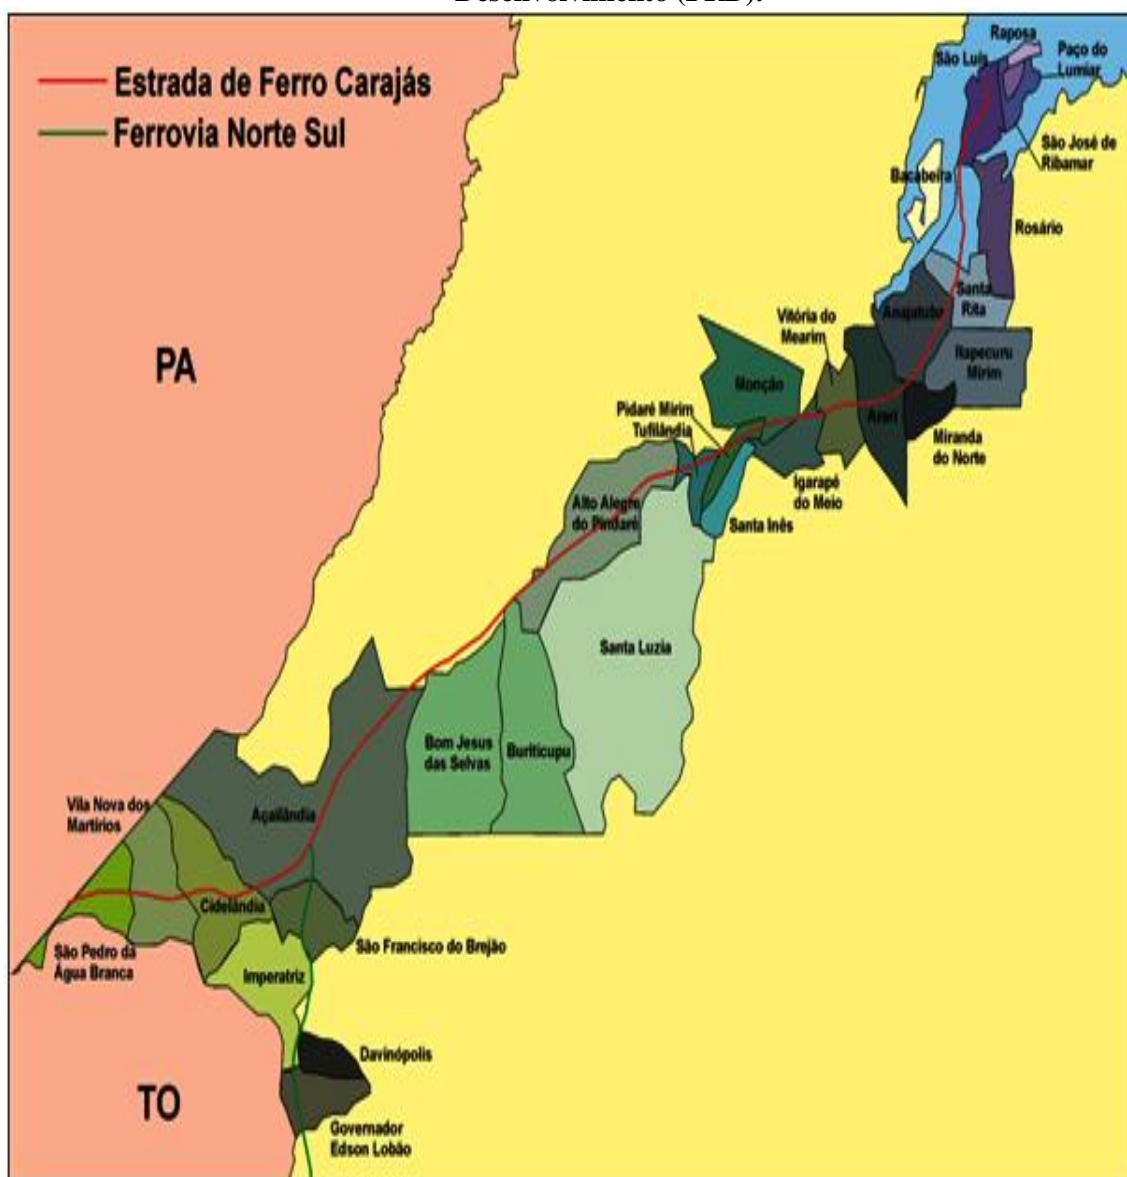 Desenvolvimento (PAD).
Estrada de Ferro Carajás
Ferrovia Norte Sul
PA
TO
Raposa
São Luís
Paço do
Lumiar
São José de
Ribamar
Bacabeira
Rosário
Santa
Rita
Anajatuba
Itapecuru
Mirim
Vitória do
Mearim
Monção
Arari
Miranda
do Norte
Pidaré Mirim
Tufilândia
Igarapé
do Meio
Alto Alegre
do Pindaré
Santa Inês
Santa Luzia
Bom Jesus
das Selvas
Buriticupu
Vila Nova dos
Martírios
Açailândia
Cidelândia
São Francisco do Brejão
São Pedro da
Água Branca
Imperatriz
Davinópolis
Governador
Edson Lobão